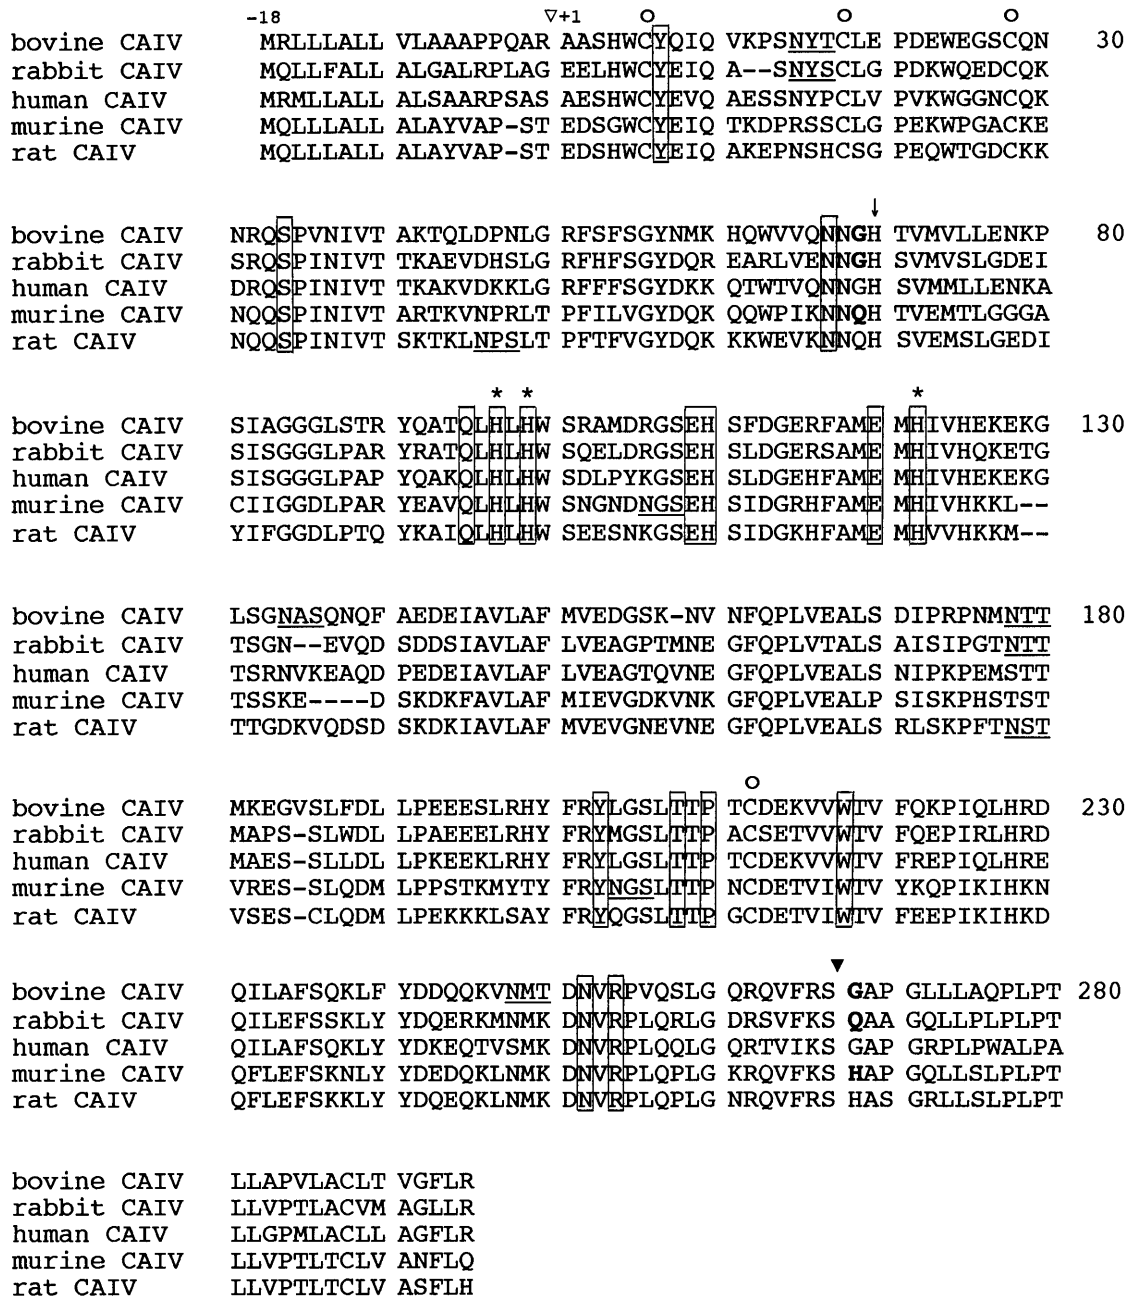 -18 ▽+1 o o o
bovine CAIV MRLLLALL VLAAAPPQAR AASHWCYQIQ VKPSNYTCLE PDEWEGSCQN 30
rabbit CAIV MQLLFALL ALGALRPLAG EELHWCYEIQ A--SNYSCLG PDKWQEDCQK
human CAIV MRMLLALL ALSAARPSAS AESHWCYEVQ AESSNYPCLV PVKWGGNCQK
murine CAIV MQLLLALL ALAYVAP-ST EDSGWCYEIQ TKDPRSSCLG PEKWPGACKE
rat CAIV MQLLLALL ALAYVAP-ST EDSHWCYEIQ AKEPNSHCSG PEQWTGDCKK
↓
bovine CAIV NRQSPVNIVT AKTQLDPNLG RFSFSGYNMK HQWVVQNNGH TVMVLLENKP 80
rabbit CAIV SRQSPINIVT TKAEVDHSLG RFHFSGYDQR EARLVENNGH SVMVSLGDEI
human CAIV DRQSPINIVT TKAKVDKKLG RFFFSGYDKK QTWTVQNNGH SVMMLLENKA
murine CAIV NQQSPINIVT ARTKVNPRLT PFILVGYDQK QQWPIKNNQH TVEMTLGGGA
rat CAIV NQQSPINIVT SKTKLNPSLT PFTFVGYDQK KKWEVKNNQH SVEMSLGEDI
* * *
bovine CAIV SIAGGGLSTR YQATQLHLHW SRAMDRGSEH SFDGERFAME MHIVHEKEKG 130
rabbit CAIV SISGGGLPAR YRATQLHLHW SQELDRGSEH SLDGERSAME MHIVHQKETG
human CAIV SISGGGLPAP YQAKQLHLHW SDLPYKGSEH SLDGEHFAME MHIVHEKEKG
murine CAIV CIIGGDLPAR YEAVQLHLHW SNGNDNGSEH SIDGRHFAME MHIVHKKL--
rat CAIV YIFGGDLPTQ YKAIQLHLHW SEESNKGSEH SIDGKHFAME MHVVHKKM--
bovine CAIV LSGNASQNQF AEDEIAVLAF MVEDGSK-NV NFQPLVEALS DIPRPNMNTT 180
rabbit CAIV TSGN--EVQD SDDSIAVLAF LVEAGPTMNE GFQPLVTALS AISIPGTNTT
human CAIV TSRNVKEAQD PEDEIAVLAF LVEAGTQVNE GFQPLVEALS NIPKPEMSTT
murine CAIV TSSKE----D SKDKFAVLAF MIEVGDKVNK GFQPLVEALP SISKPHSTST
rat CAIV TTGDKVQDSD SKDKIAVLAF MVEVGNEVNE GFQPLVEALS RLSKPFTNST
o
bovine CAIV MKEGVSLFDL LPEEESLRHY FRYLGSLTTP TCDEKVVWTV FQKPIQLHRD 230
rabbit CAIV MAPS-SLWDL LPAEEELRHY FRYMGSLTTP ACSETVVWTV FQEPIRLHRD
human CAIV MAES-SLLDL LPKEEKLRHY FRYLGSLTTP TCDEKVVWTV FREPIQLHRE
murine CAIV VRES-SLQDM LPPSTKMYTY FRYNGSLTTP NCDETVIWTV YKQPIKIHKN
rat CAIV VSES-CLQDM LPEKKKLSAY FRYQGSLTTP GCDETVIWTV FEEPIKIHKD
▼
bovine CAIV QILAFSQKLF YDDQQKVNMT DNVRPVQSLG QRQVFRS GAP GLLLAQPLPT 280
rabbit CAIV QILEFSSKLY YDQERKMNMK DNVRPLQRLG DRSVFKS QAA GQLLPLPLPT
human CAIV QILAFSQKLY YDKEQTVSMK DNVRPLQQLG QRTVIKS GAP GRPLPWALPA
murine CAIV QFLEFSKNLY YDEDQKLNMK DNVRPLQPLG KRQVFKS HAP GQLLSLPLPT
rat CAIV QFLEFSKKLY YDQEQKLNMK DNVRPLQPLG NRQVFRS HAS GRLLSLPLPT
bovine CAIV LLAPVLACLT VGFLR
rabbit CAIV LLVPTLACVM AGLLR
human CAIV LLGPMLACLL AGFLR
murine CAIV LLVPTLTCLV ANFLQ
rat CAIV LLVPTLTCLV ASFLH